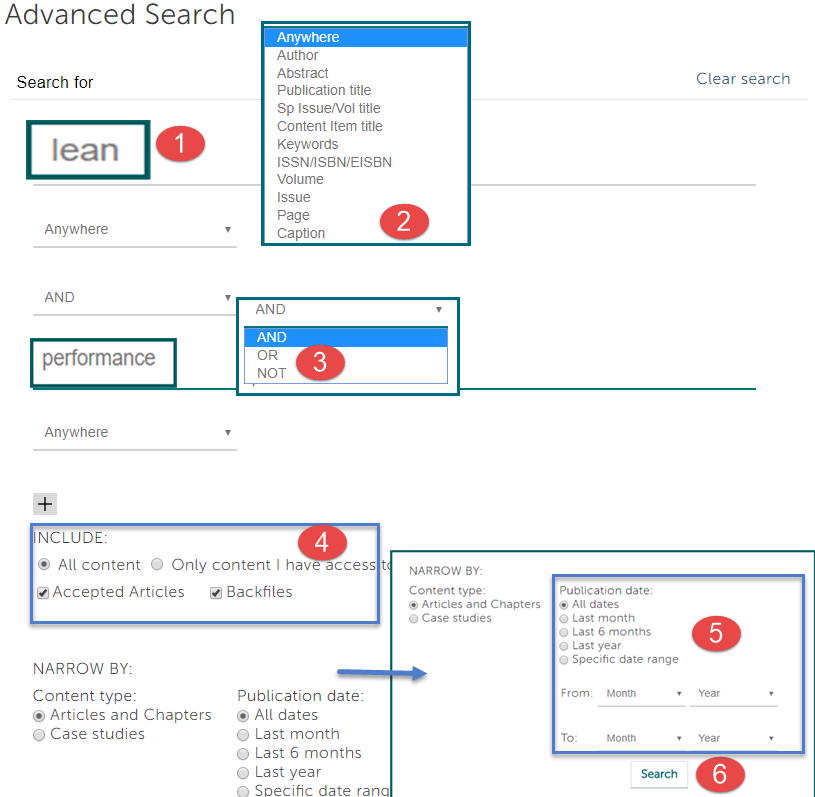 Advanced Search
Search for
Clear search
lean
1
Anywhere
Author
Abstract
Publication title
Sp Issue/Vol title
Content Item title
Keywords
ISSN/ISBN/EISBN
Volume
Issue
Page
Caption
2
Anywhere
AND
AND
AND
OR
NOT
3
performance
Anywhere
+
INCLUDE:
4
All content Only content I have access to
Accepted Articles Backfiles
NARROW BY:
Content type:
Articles and Chapters
Case studies
Publication date:
All dates
Last month
Last 6 months
Last year
Specific date rang
NARROW BY:
Content type:
Articles and Chapters
Case studies
Publication date:
All dates
Last month
Last 6 months
Last year
Specific date range
5
From: Month Year
To: Month Year
Search
6